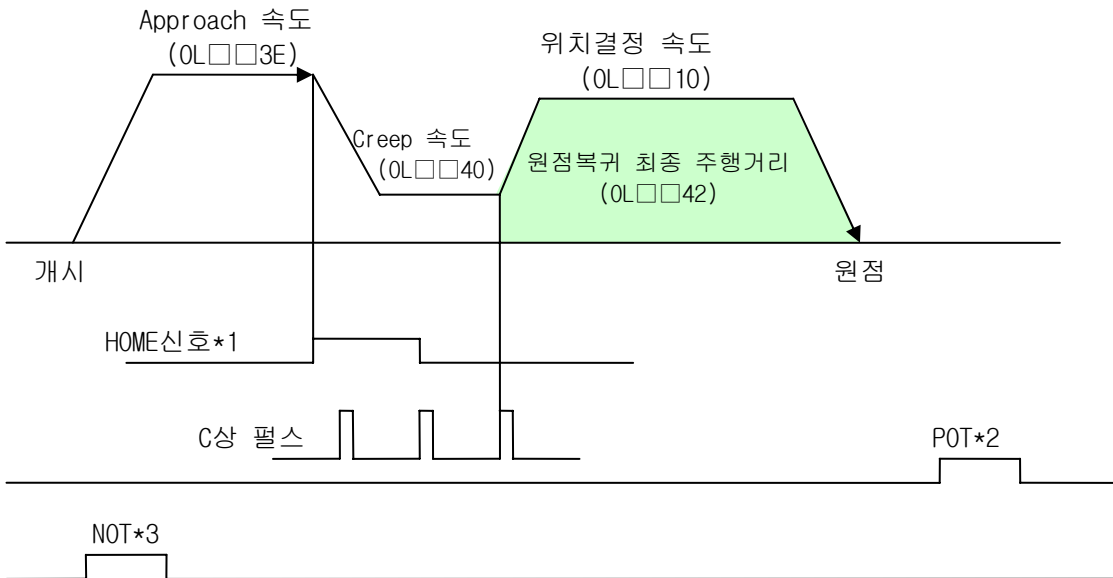 Approach 속도
(OL□□3E)
위치결정 속도
(OL□□10)
Creep 속도
(OL□□40)
원점복귀 최종 주행거리
(OL□□42)
개시
원점
HOME신호*1
C상 펄스
POT*2
NOT*3